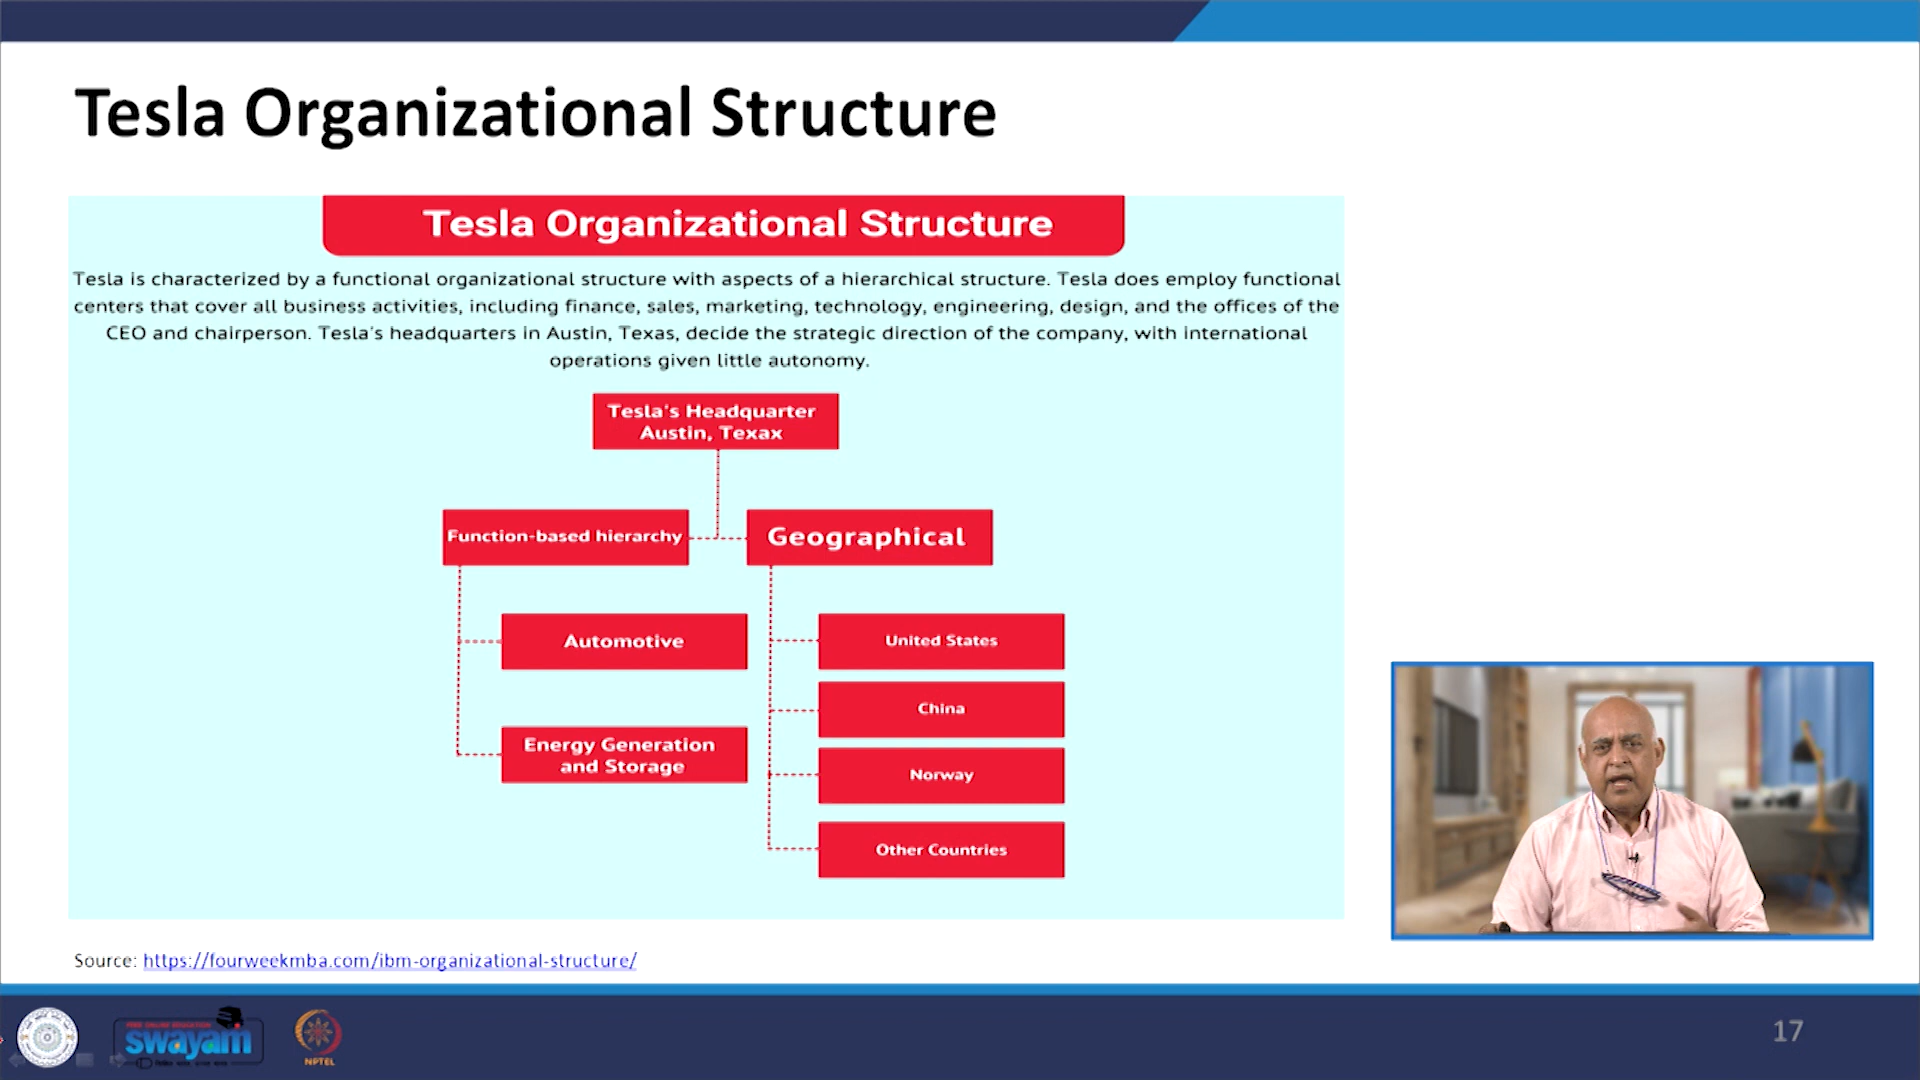 Tesla Organizational Structure
Tesla Organizational Structure
Tesla is characterized by a functional organizational structure with aspects of a hierarchical structure. Tesla does employ functional
centers that cover all business activities, including finance, sales, marketing, technology, engineering, design, and the offices of the
CEO and chairperson. Tesla's headquarters in Austin, Texas, decide the strategic direction of the company, with international
operations given little autonomy.
Tesla's Headquarter
Austin, Texax
Function-based hierarchy
Geographical
Automotive
United States
China
Energy Generation
and Storage
Norway
Other Countries
Source: https://fourweekmba.com/ibm-organizational-structure/
FREE ONLINE EDUCATION
swayam
NPTEL
17